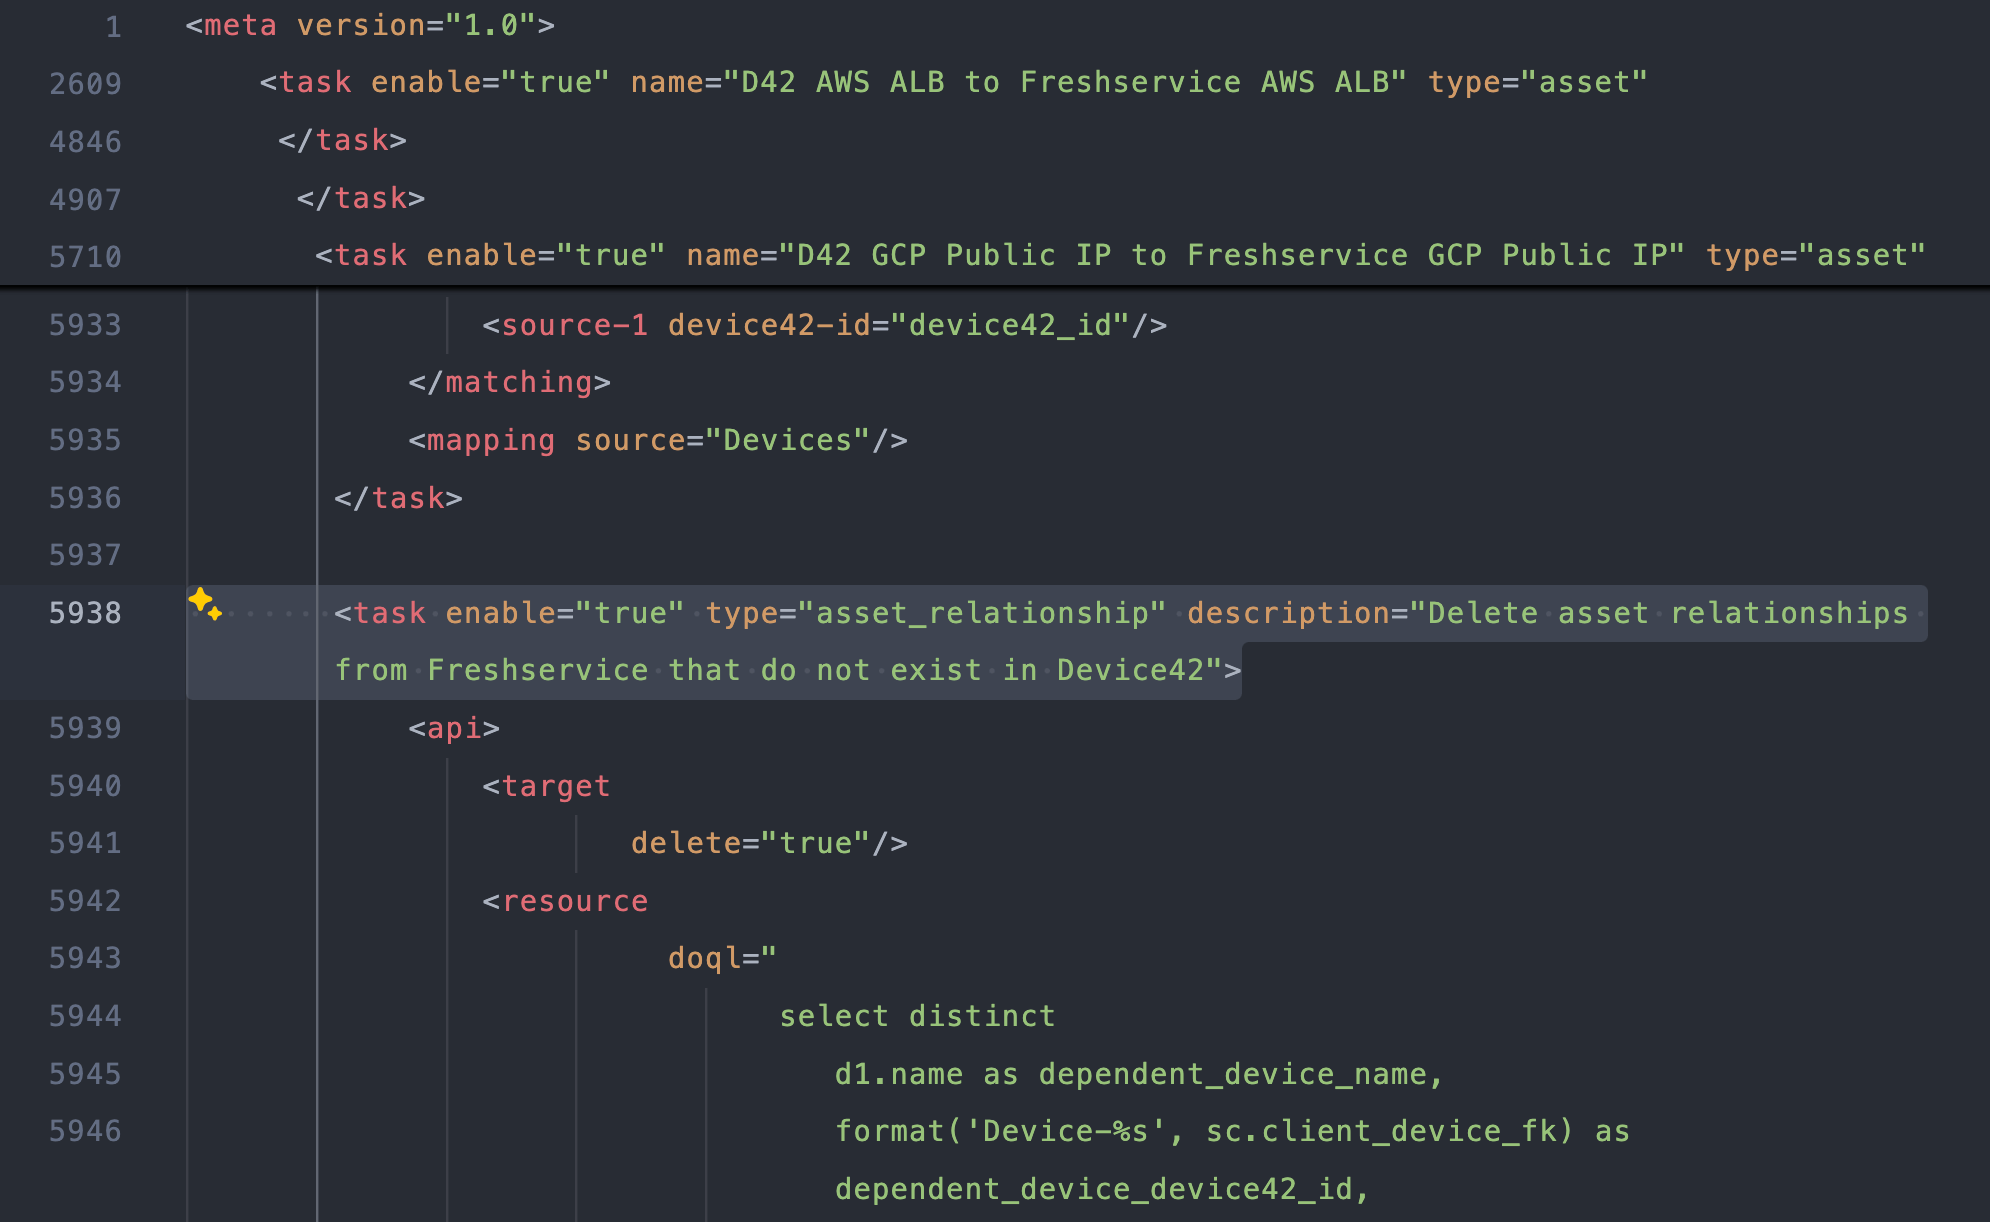 1 <meta version="1.0">
2609 <task enable="true" name="D42 AWS ALB to Freshservice AWS ALB" type="asset"
4846 </task>
4907 </task>
5710 <task enable="true" name="D42 GCP Public IP to Freshservice GCP Public IP" type="asset"
5933 <source-1 device42-id="device42_id"/>
5934 </matching>
5935 <mapping source="Devices"/>
5936 </task>
5937
5938 <task enable="true" type="asset_relationship" description="Delete asset relationships
from Freshservice that do not exist in Device42">
5939 <api>
5940 <target
5941 delete="true"/>
5942 <resource
5943 doql="
5944 select distinct
5945 d1.name as dependent_device_name,
5946 format('Device-%s', sc.client_device_fk) as
dependent_device_device42_id,